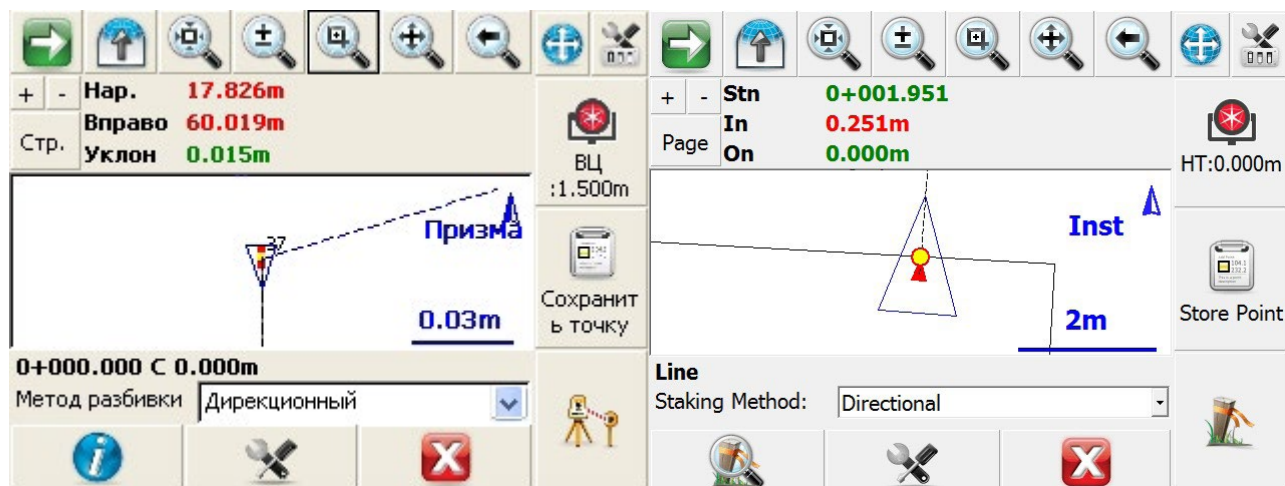 + - Нар. 17.826m
Вправо 60.019m
Стр.
Уклон 0.015m
ВЦ
:1.500m
37
Призма
0.03m
Сохранит
ь точку
0+000.000 C 0.000m
Метод разбивки Дирекционный
+ - Stn 0+001.951
In 0.251m
Page
On 0.000m
HT:0.000m
Inst
2m
Store Point
Line
Staking Method: Directional